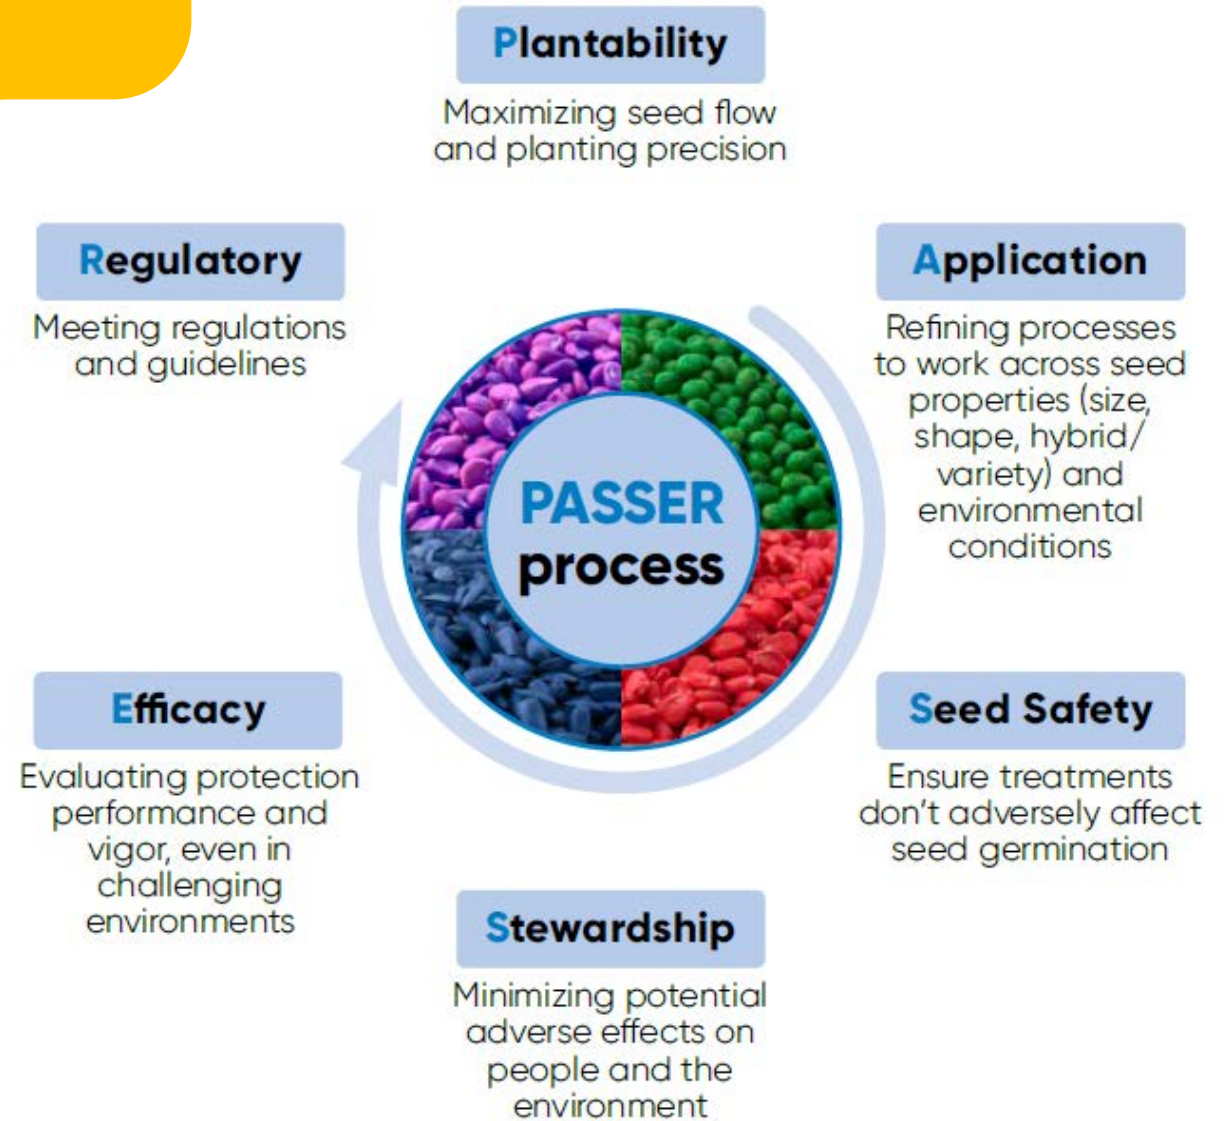 Plantability
Maximizing seed flow
and planting precision
Application
Refining processes
to work across seed
properties (size,
shape, hybrid/
variety) and
environmental
conditions
Seed Safety
Ensure treatments
don't adversely affect
seed germination
Stewardship
Minimizing potential
adverse effects on
people and the
environment
Efficacy
Evaluating protection
performance and
vigor, even in
challenging
environments
Regulatory
Meeting regulations
and guidelines
PASSER
process